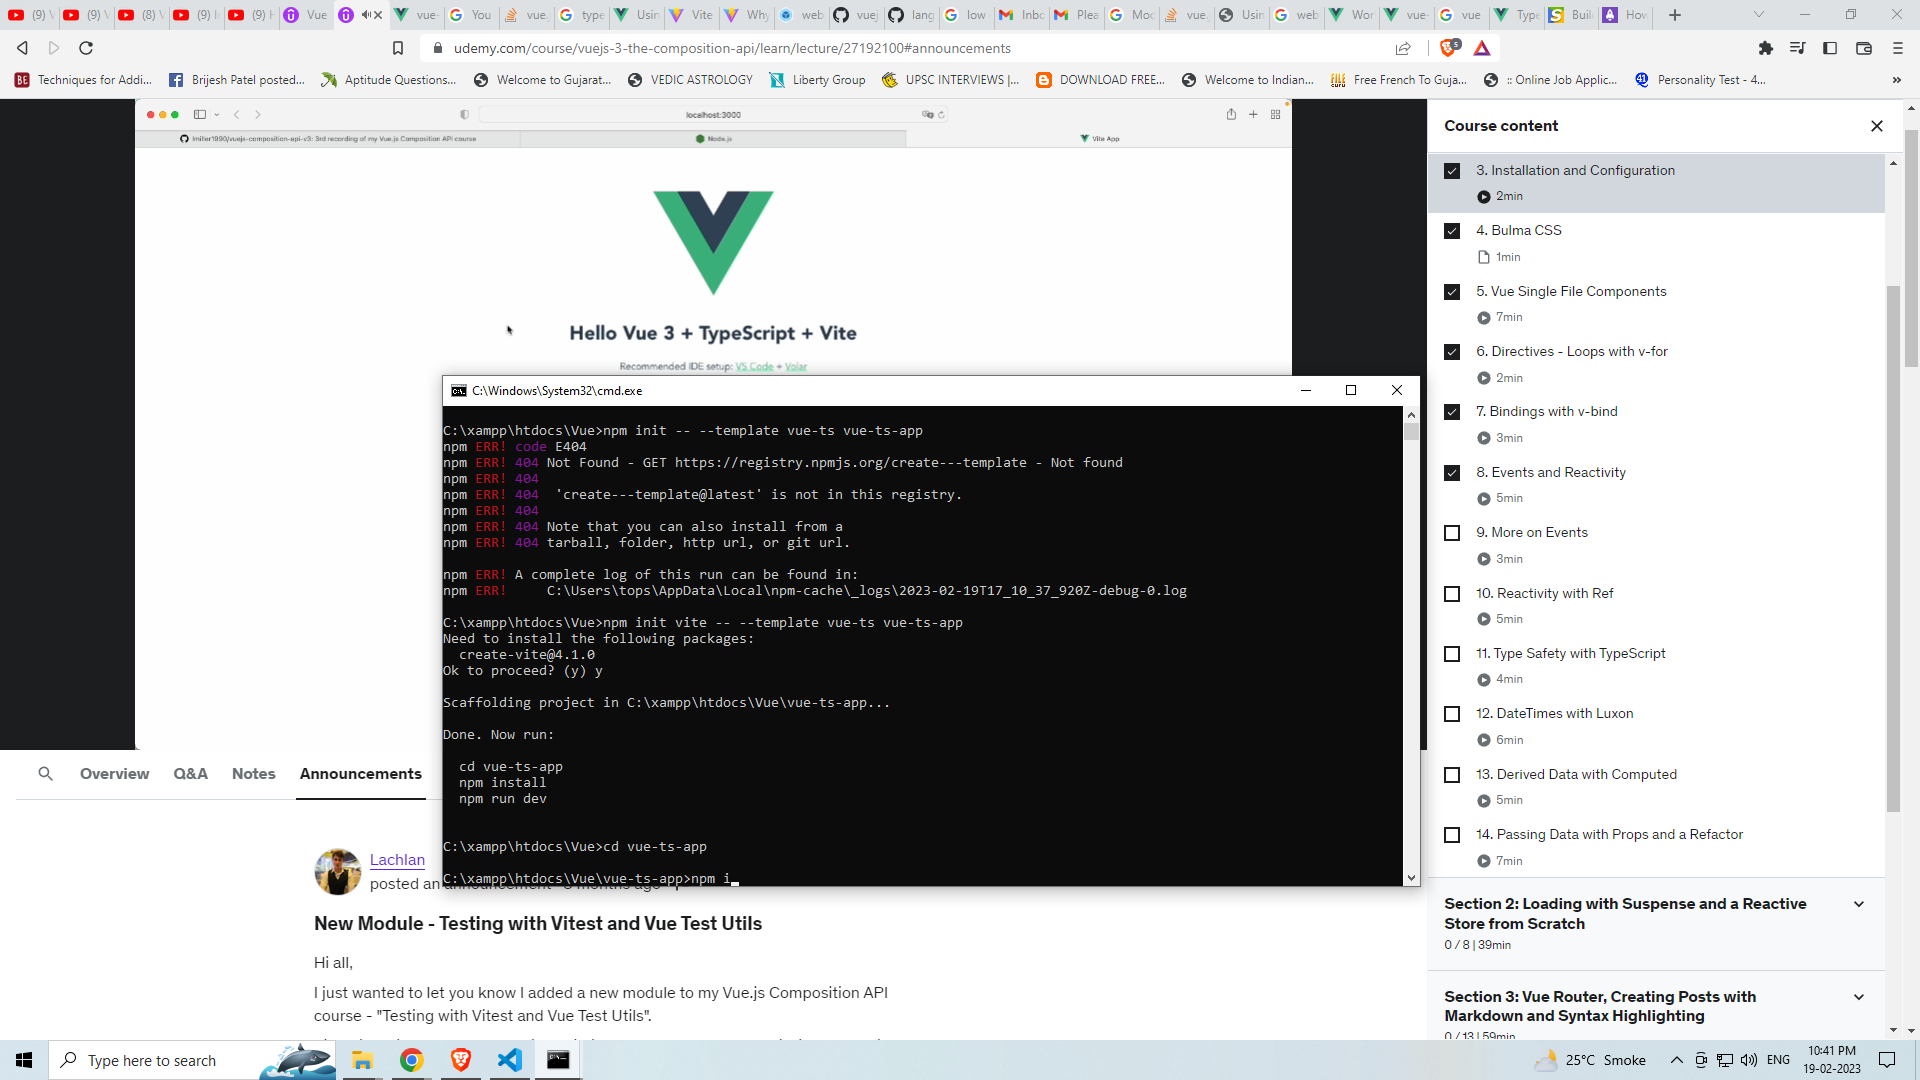 Vue
vue-
You
vue.
type
Usin
Vite
Why
web
vuej
lang
low
Inbo
Plea
Moc
vue.
Usin
web
Wor
vue-
vue
Type
Buil
How
udemy.com/course/vuejs-3-the-composition-api/learn/lecture/27192100#announcements
Techniques for Addi...
Brijesh Patel posted...
Aptitude Questions...
Welcome to Gujarat...
VEDIC ASTROLOGY
Liberty Group
UPSC INTERVIEWS |...
DOWNLOAD FREE...
Welcome to Indian...
Free French To Guja...
:: Online Job Applic...
Personality Test - 4...
»
localhost:3000
lmiller1990/vuejs-composition-api-v3: 3rd recording of my Vue.js Composition API course
Node.js
Vite App
Hello Vue 3 + TypeScript + Vite
Recommended IDE setup: VS Code + Volar
C:\Windows\System32\cmd.exe
C:\xampp\htdocs\Vue>npm init -- --template vue-ts vue-ts-app
npm ERR! code E404
npm ERR! 404 Not Found - GET https://registry.npmjs.org/create---template - Not found
npm ERR! 404
npm ERR! 404  'create---template@latest' is not in this registry.
npm ERR! 404
npm ERR! 404 Note that you can also install from a
npm ERR! 404 tarball, folder, http url, or git url.
npm ERR! A complete log of this run can be found in:
npm ERR!     C:\Users\tops\AppData\Local\npm-cache\_logs\2023-02-19T17_10_37_920Z-debug-0.log
C:\xampp\htdocs\Vue>npm init vite -- --template vue-ts vue-ts-app
Need to install the following packages:
create-vite@4.1.0
Ok to proceed? (y) y
Scaffolding project in C:\xampp\htdocs\Vue\vue-ts-app...
Done. Now run:
cd vue-ts-app
npm install
npm run dev
C:\xampp\htdocs\Vue>cd vue-ts-app
C:\xampp\htdocs\Vue\vue-ts-app>npm i
Overview
Q&A
Notes
Announcements
Lachlan
posted an announcement
New Module - Testing with Vitest and Vue Test Utils
Hi all,
I just wanted to let you know I added a new module to my Vue.js Composition API
course - "Testing with Vitest and Vue Test Utils".
Course content
3. Installation and Configuration
2min
4. Bulma CSS
1min
5. Vue Single File Components
7min
6. Directives - Loops with v-for
2min
7. Bindings with v-bind
3min
8. Events and Reactivity
5min
9. More on Events
3min
10. Reactivity with Ref
5min
11. Type Safety with TypeScript
4min
12. DateTimes with Luxon
6min
13. Derived Data with Computed
5min
14. Passing Data with Props and a Refactor
7min
Section 2: Loading with Suspense and a Reactive
Store from Scratch
0 / 8 | 39min
Section 3: Vue Router, Creating Posts with
Markdown and Syntax Highlighting
0 / 13 | 59min
Type here to search
25°C Smoke
ENG
10:41 PM
19-02-2023